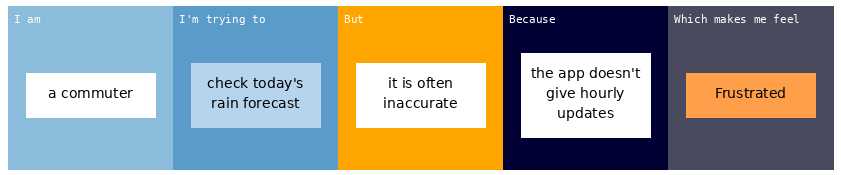 I am
a commuter
I'm trying to
check today's
rain forecast
But
it is often
inaccurate
Because
the app doesn't
give hourly
updates
Which makes me feel
Frustrated